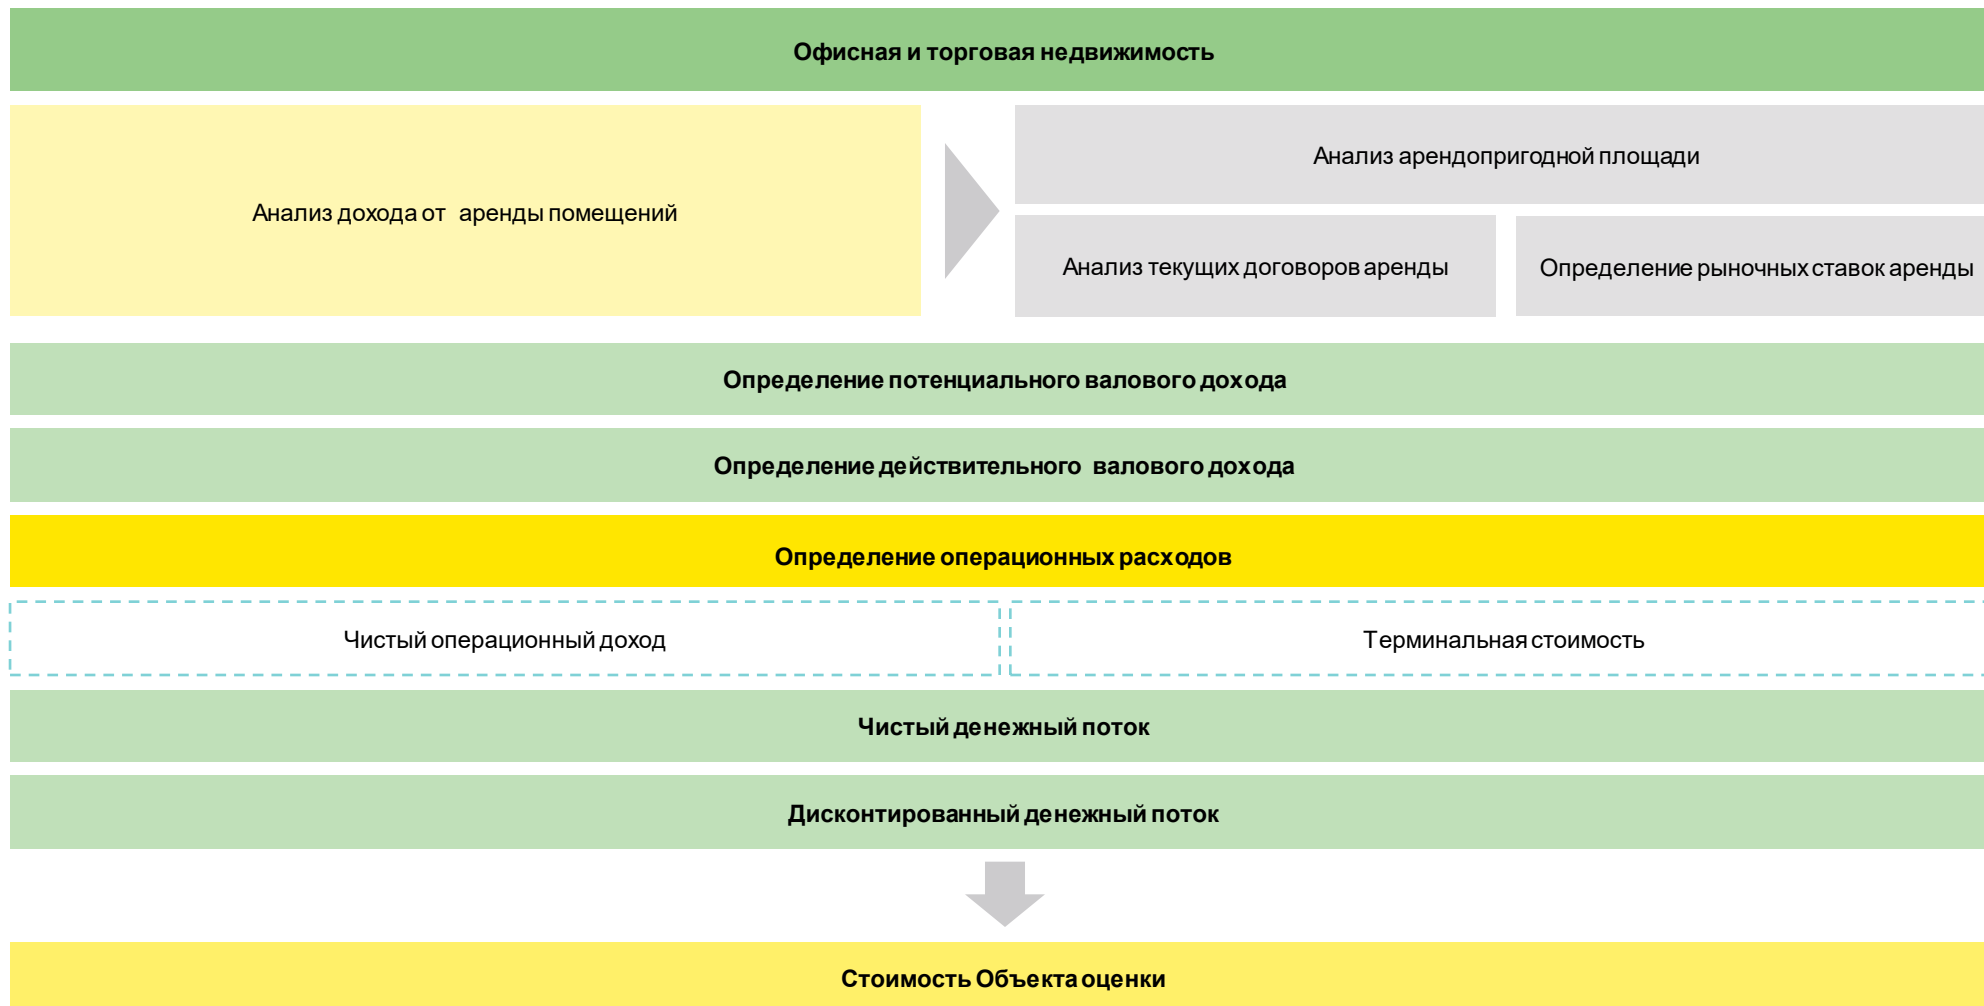 Офисная и торговая недвижимость
Анализ дохода от аренды помещений
Анализ арендопригодной площади
Анализ текущих договоров аренды
Определение рыночных ставок аренды
Определение потенциального валового дохода
Определение действительного валового дохода
Определение операционных расходов
Чистый операционный доход
Терминальная стоимость
Чистый денежный поток
Дисконтированный денежный поток
Стоимость Объекта оценки